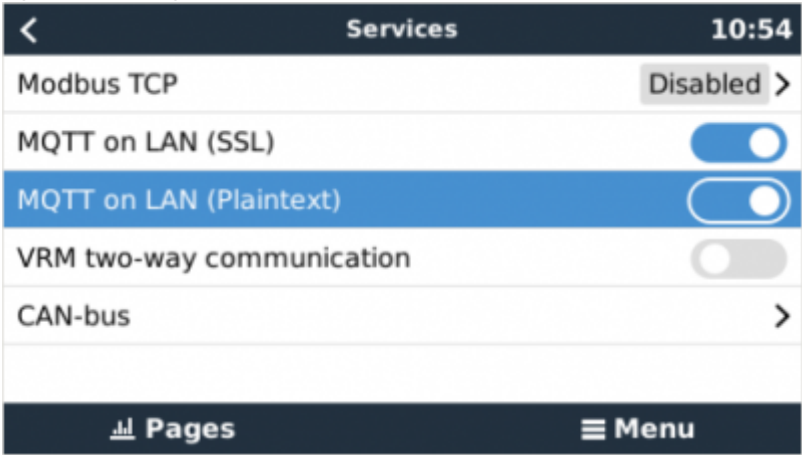 Services 10:54
Modbus TCP Disabled
MQTT on LAN (SSL)
MQTT on LAN (Plaintext)
VRM two-way communication
CAN-bus
Pages Menu